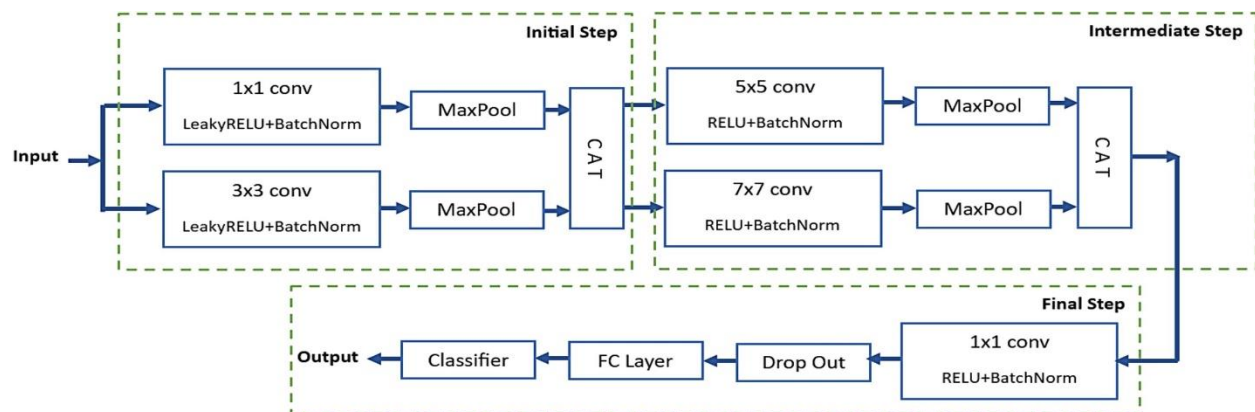 Initial Step
Intermediate Step
1x1 conv
LeakyRELU+BatchNorm
MaxPool
CAT
5x5 conv
RELU+BatchNorm
MaxPool
CAT
Input
3x3 conv
LeakyRELU+BatchNorm
MaxPool
7x7 conv
RELU+BatchNorm
MaxPool
Final Step
Output
Classifier
FC Layer
Drop Out
1x1 conv
RELU+BatchNorm